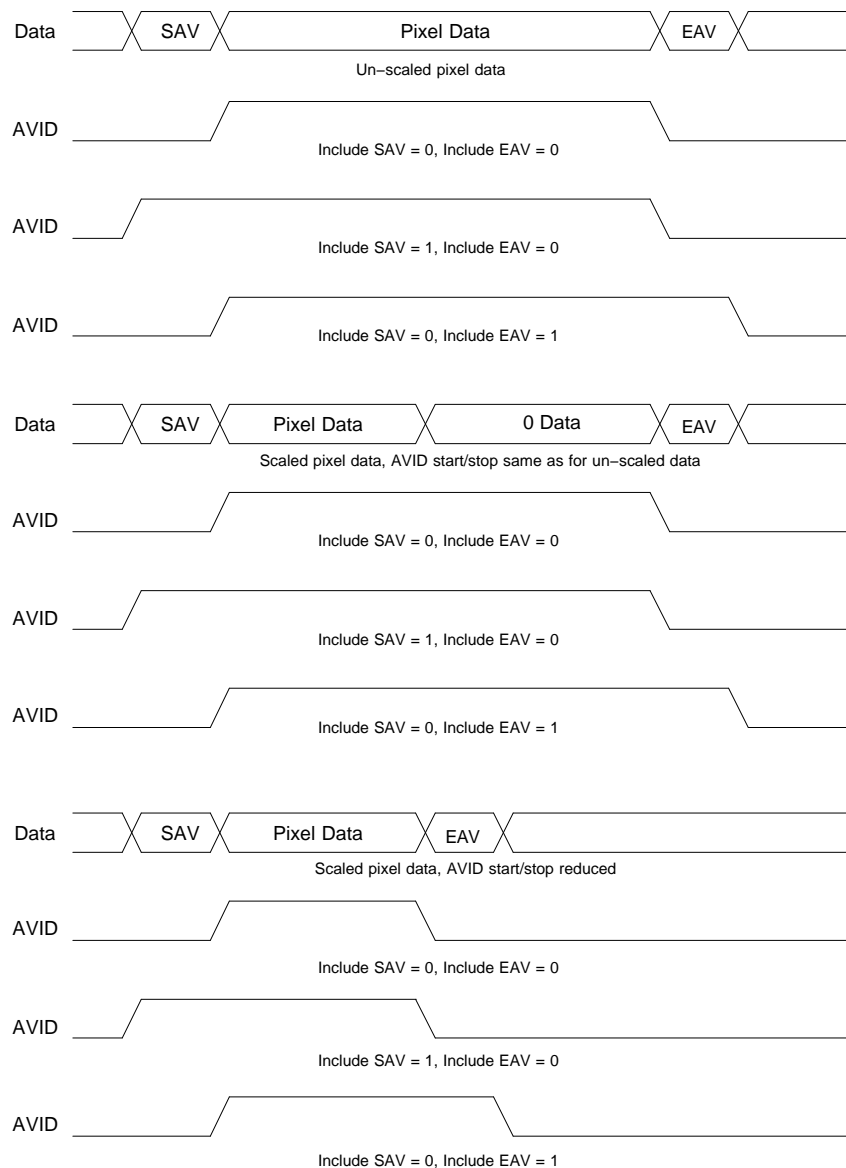 Data SAV Pixel Data EAV
Un−scaled pixel data
AVID
Include SAV = 0, Include EAV = 0
AVID
Include SAV = 1, Include EAV = 0
AVID
Include SAV = 0, Include EAV = 1
Data SAV Pixel Data 0 Data EAV
Scaled pixel data, AVID start/stop same as for un−scaled data
AVID
Include SAV = 0, Include EAV = 0
AVID
Include SAV = 1, Include EAV = 0
AVID
Include SAV = 0, Include EAV = 1
Data SAV Pixel Data EAV
Scaled pixel data, AVID start/stop reduced
AVID
Include SAV = 0, Include EAV = 0
AVID
Include SAV = 1, Include EAV = 0
AVID
Include SAV = 0, Include EAV = 1